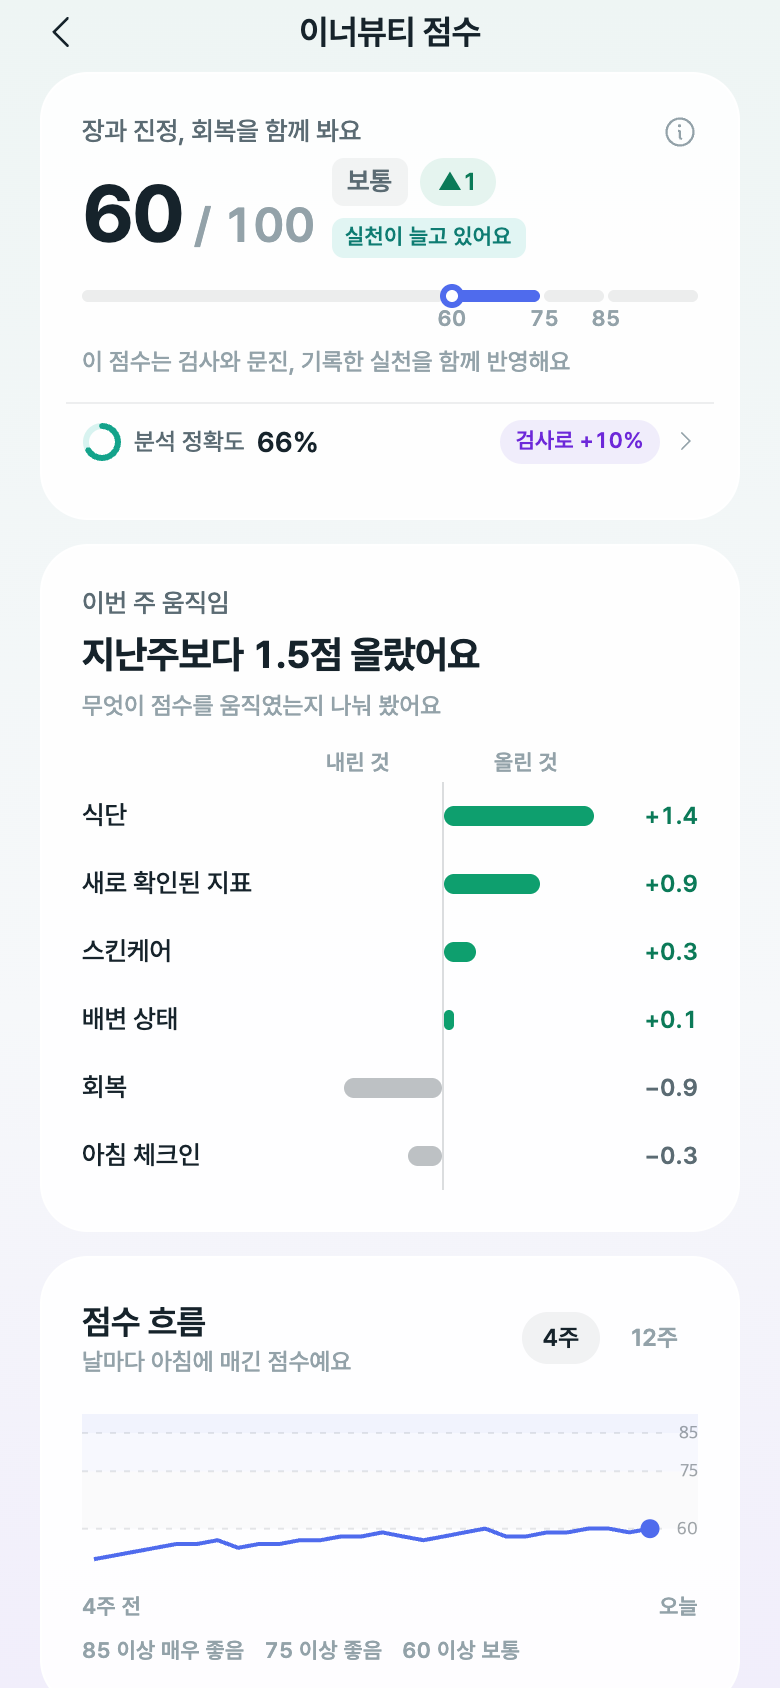 이너뷰티 점수
장과 진정, 회복을 함께 봐요
60 / 100 보통 ▲1
실천이 늘고 있어요
60 75 85
이 점수는 검사와 문진, 기록한 실천을 함께 반영해요
분석 정확도 66% 검사로 +10%
이번 주 움직임
지난주보다 1.5점 올랐어요
무엇이 점수를 움직였는지 나눠 봤어요
내린 것 올린 것
식단 +1.4
새로 확인된 지표 +0.9
스킨케어 +0.3
배변 상태 +0.1
회복 −0.9
아침 체크인 −0.3
점수 흐름
4주 12주
날마다 아침에 매긴 점수예요
85
75
60
4주 전 오늘
85 이상 매우 좋음 75 이상 좋음 60 이상 보통